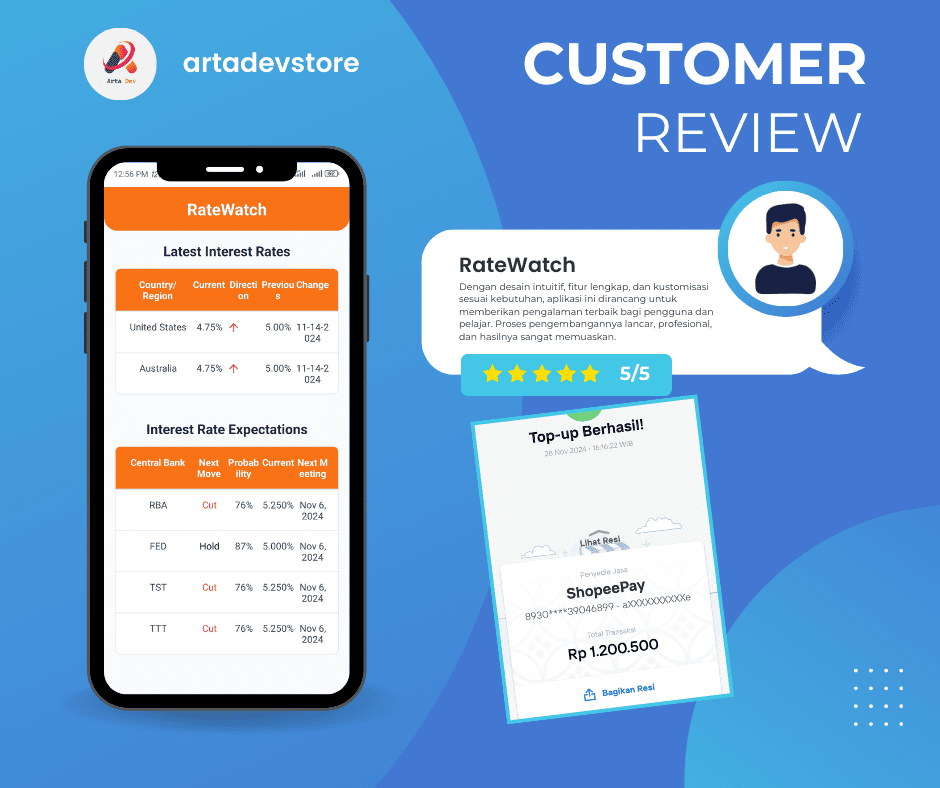 Arta Dev
artadevstore
CUSTOMER
REVIEW
12:56 PM
RateWatch
Latest Interest Rates
Country/ Current Directi Previou Change
Region on s
United States 4.75% ↑ 5.00% 11-14-2
024
Australia 4.75% ↑ 5.00% 11-14-2
024
Interest Rate Expectations
Central Bank Next Probab Current Next M
Move ility eeting
RBA Cut 76% 5.250% Nov 6,
2024
FED Hold 87% 5.000% Nov 6,
2024
TST Cut 76% 5.250% Nov 6,
2024
TTT Cut 76% 5.250% Nov 6,
2024
RateWatch
Dengan desain intuitif, fitur lengkap, dan kustomisasi
sesuai kebutuhan, aplikasi ini dirancang untuk
memberikan pengalaman terbaik bagi pengguna dan
pelajar. Proses pengembangannya lancar, profesional,
dan hasilnya sangat memuaskan.
5/5
Top-up Berhasil!
28 Nov 2024 • 16:16:22 WIB
Lihat Resi
Penyedia Jasa
ShopeePay
8930****39046899 - aXXXXXXXXXe
Total Transaksi
Rp 1.200.500
Bagikan Resi